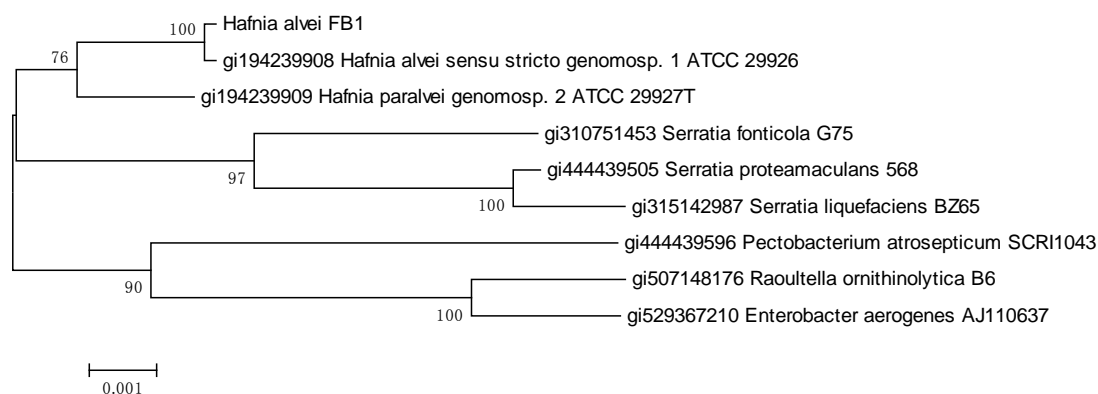 100
Hafnia alvei FB1
76
gi194239908 Hafnia alvei sensu stricto genomosp. 1 ATCC 29926
gi194239909 Hafnia paralvei genomosp. 2 ATCC 29927T
gi310751453 Serratia fonticola G75
97
gi444439505 Serratia proteamaculans 568
100
gi315142987 Serratia liquefaciens BZ65
gi444439596 Pectobacterium atrosepticum SCRI1043
90
gi507148176 Raoultella ornithinolytica B6
100
gi529367210 Enterobacter aerogenes AJ110637
0.001